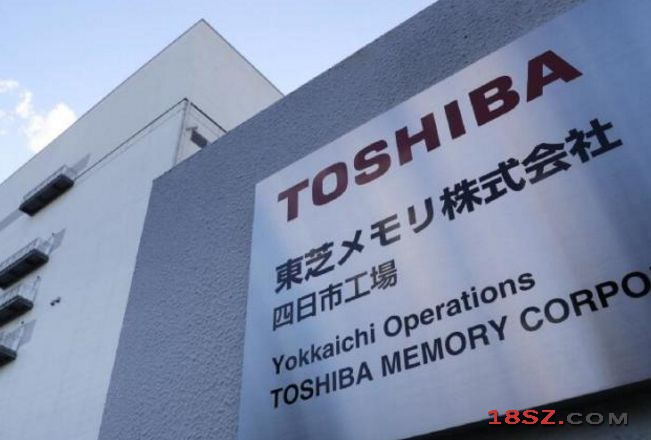 TOSHIBA
東芝メモリ株式会社
四日市工場
Yokkaichi Operations
TOSHIBA MEMORY CORPO
18SZ.COM